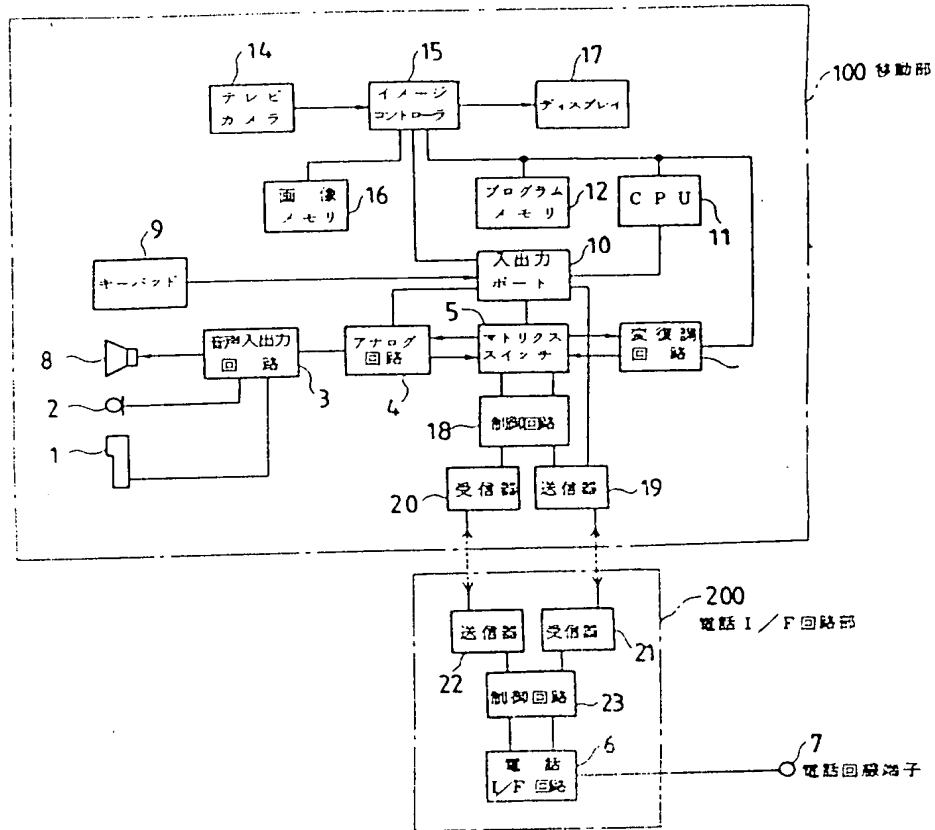 14
15
17
100 移動部
テレビ
カメラ
イメージ
コントローラ
ディスプレイ
画像
メモリ
16
プログラム
メモリ
12
CPU
11
9
キーパッド
10
入出力
ポート
5
8
音声入出力
回路
3
アナログ
回路
4
マトリクス
スイッチ
変復調
回路
2
18
制御回路
1
20
受信器
送信器
19
200
電話I/F回路部
送信器
22
受信器
21
制御回路
23
6
電話
I/F回路
7
電話回線端子